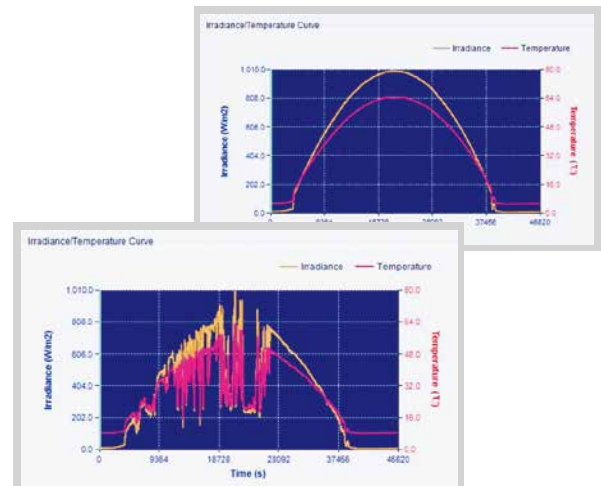 Irradiance/Temperature Curve
Irradiance Temperature
1,010.0 80.0
808.0 64.0
606.0 48.0
404.0 32.0
202.0 16.0
0.0 0.0
Irradiance (W/m2)
Temperature (T)
37456 46820
Irradiance/Temperature Curve
Irradiance Temperature
1,010.0 80.0
808.0 64.0
606.0 48.0
404.0 32.0
202.0 16.0
0.0 0.0
Irradiance (W/m2)
Temperature (T)
0 9364 18728 28092 37456 46820
Time (s)